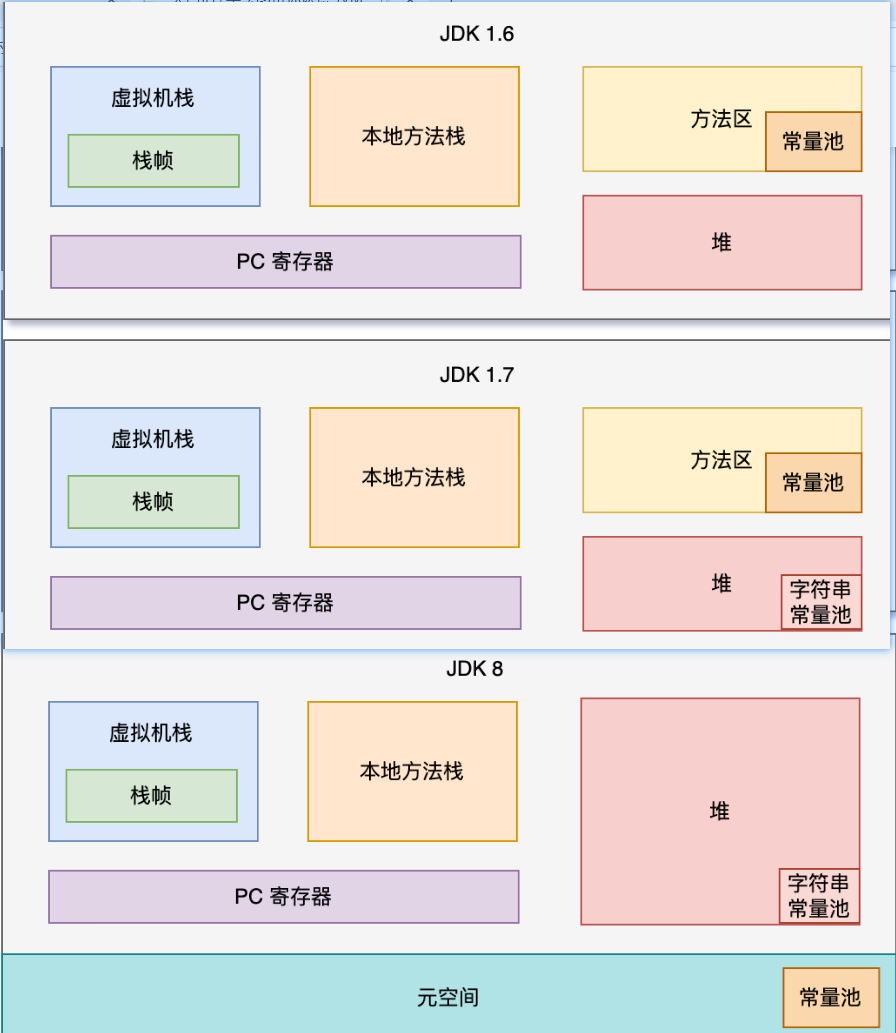 JDK 1.6
虚拟机栈
栈帧
本地方法栈
方法区
常量池
PC 寄存器
堆
JDK 1.7
虚拟机栈
栈帧
本地方法栈
方法区
常量池
PC 寄存器
堆
字符串
常量池
JDK 8
虚拟机栈
栈帧
本地方法栈
堆
PC 寄存器
字符串
常量池
元空间
常量池